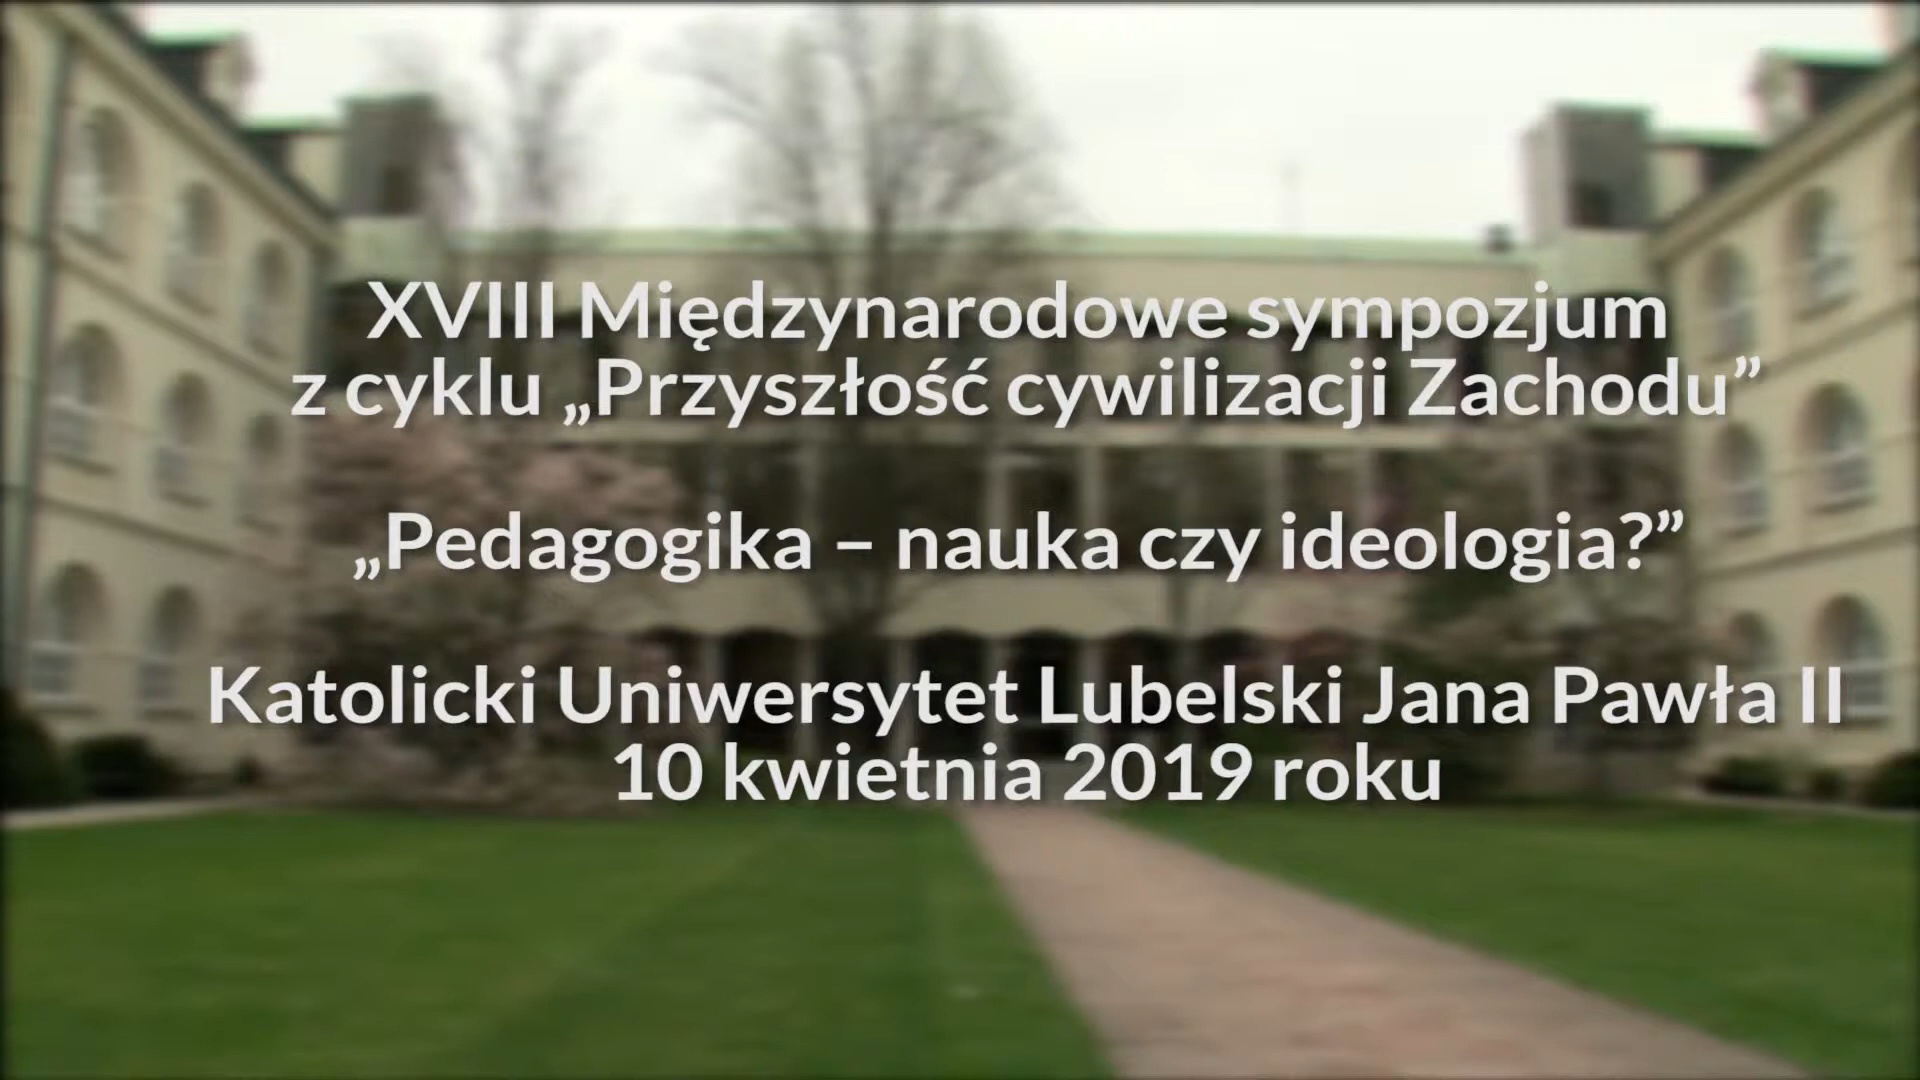 XVIII Międzynarodowe sympozjum
z cyklu „Przyszłość cywilizacji Zachodu”
„Pedagogika – nauka czy ideologia?”
Katolicki Uniwersytet Lubelski Jana Pawła II
10 kwietnia 2019 roku